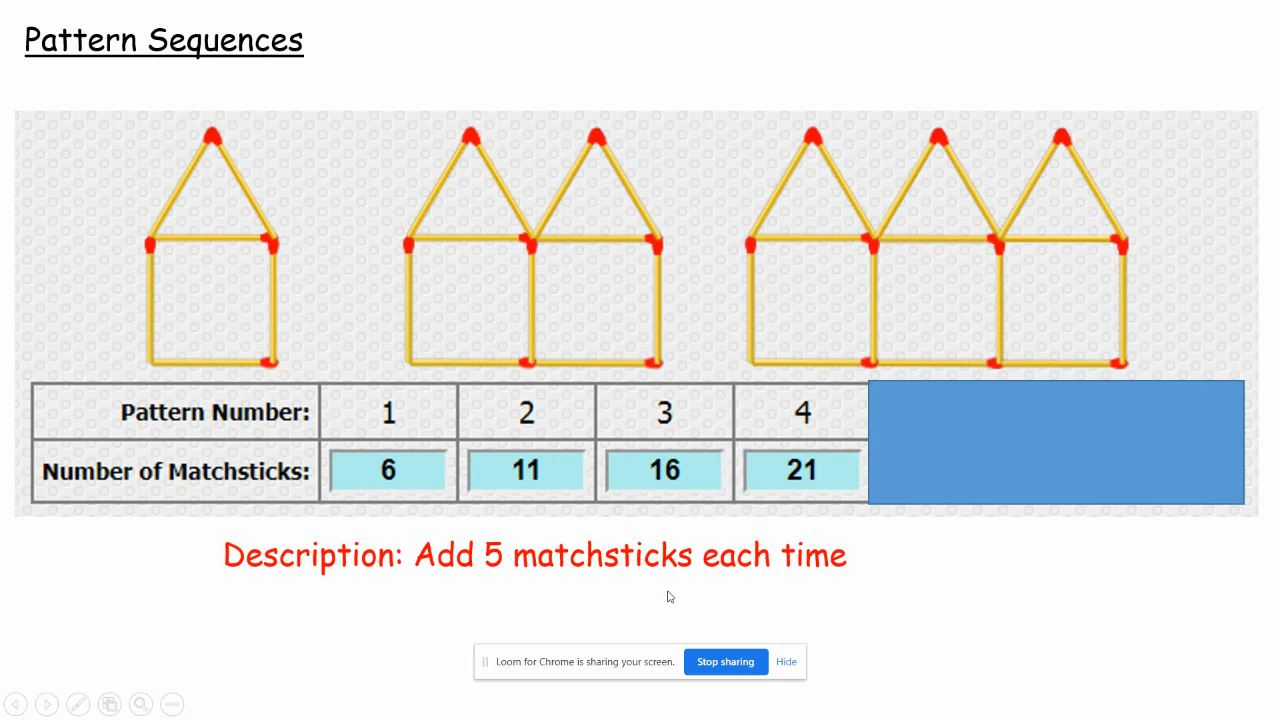 Pattern Sequences
Pattern Number: 1 2 3 4
Number of Matchsticks: 6 11 16 21
Description: Add 5 matchsticks each time
Loom for Chrome is sharing your screen. Stop sharing Hide